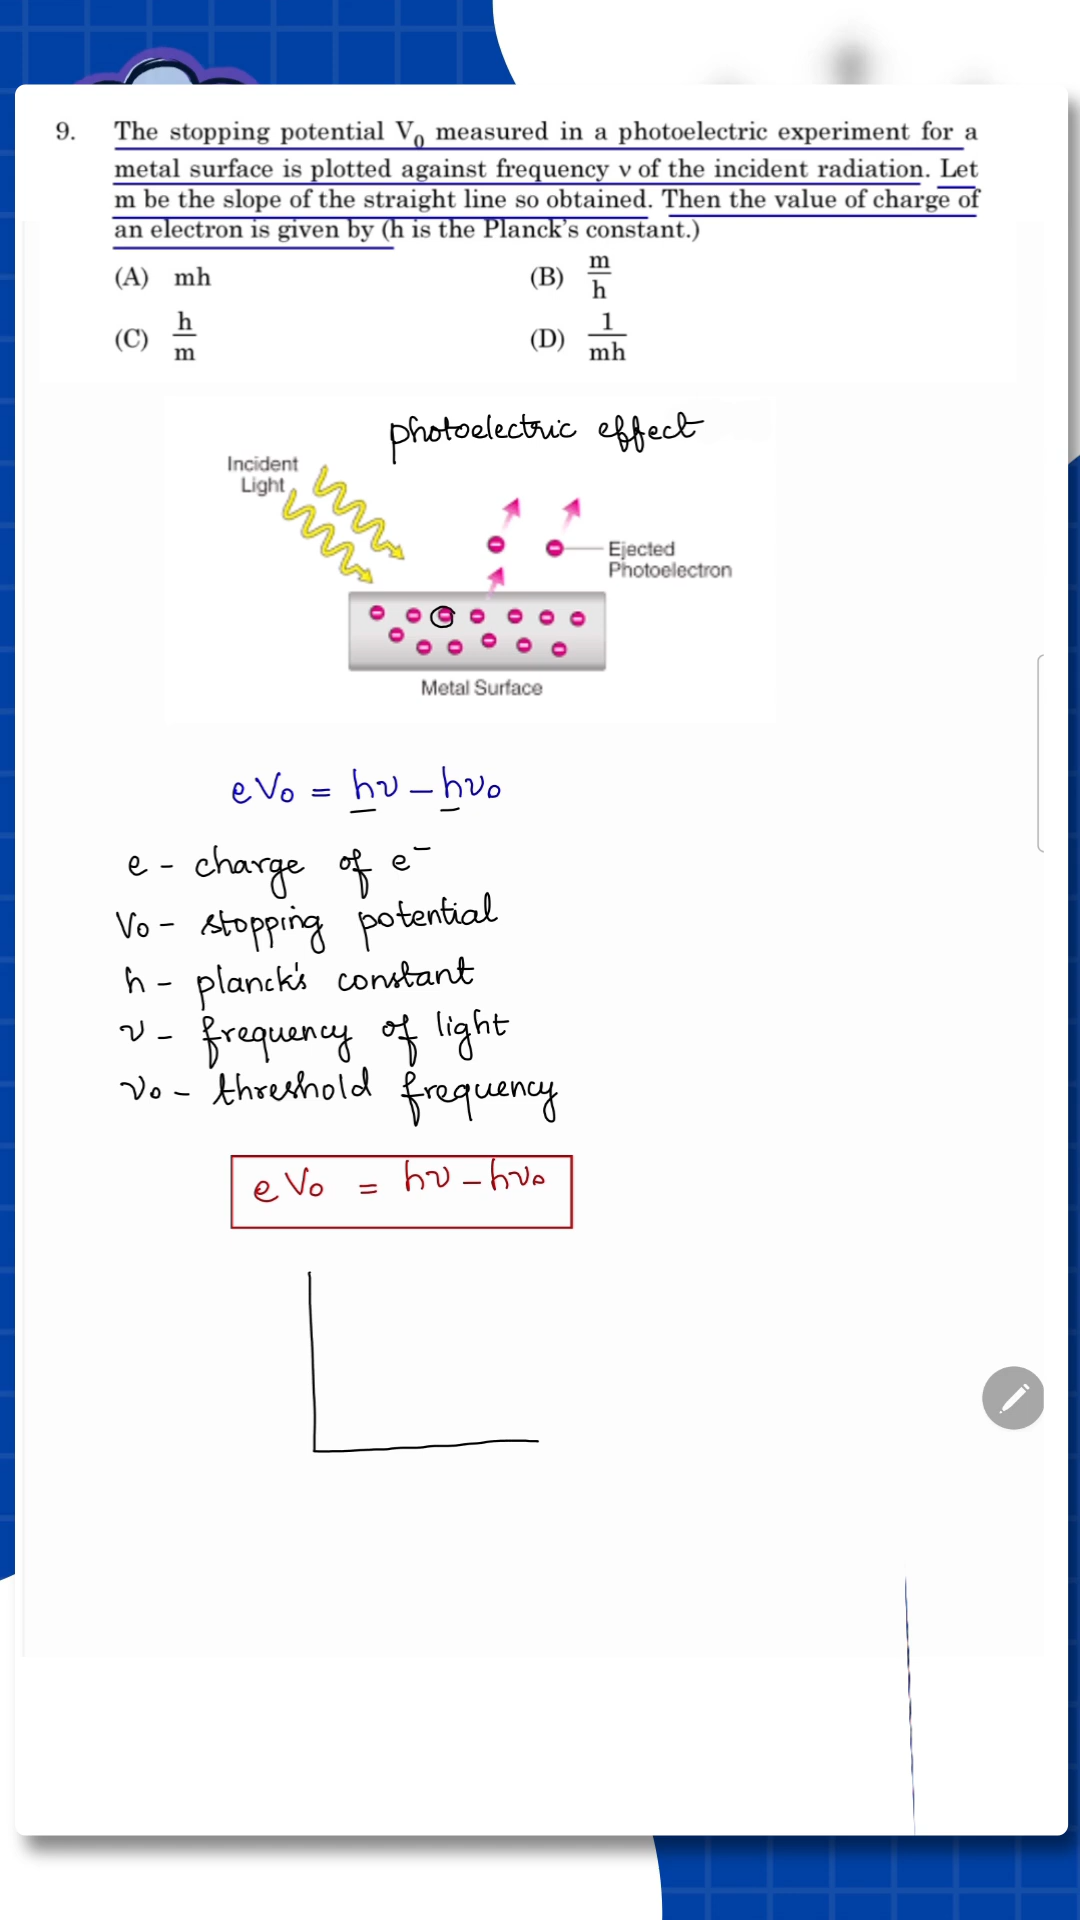 9. The stopping potential V₀ measured in a photoelectric experiment for a
metal surface is plotted against frequency ν of the incident radiation. Let
m be the slope of the straight line so obtained. Then the value of charge of
an electron is given by (h is the Planck's constant.)
(A) mh (B) m/h
(C) h/m (D) 1/mh
photoelectric effect
Incident
Light
Ejected
Photoelectron
Metal Surface
eV₀ = hν − hν₀
e - charge of e⁻
V₀ - stopping potential
h - planck's constant
ν - frequency of light
ν₀ - threshold frequency
eV₀ = hν − hν₀